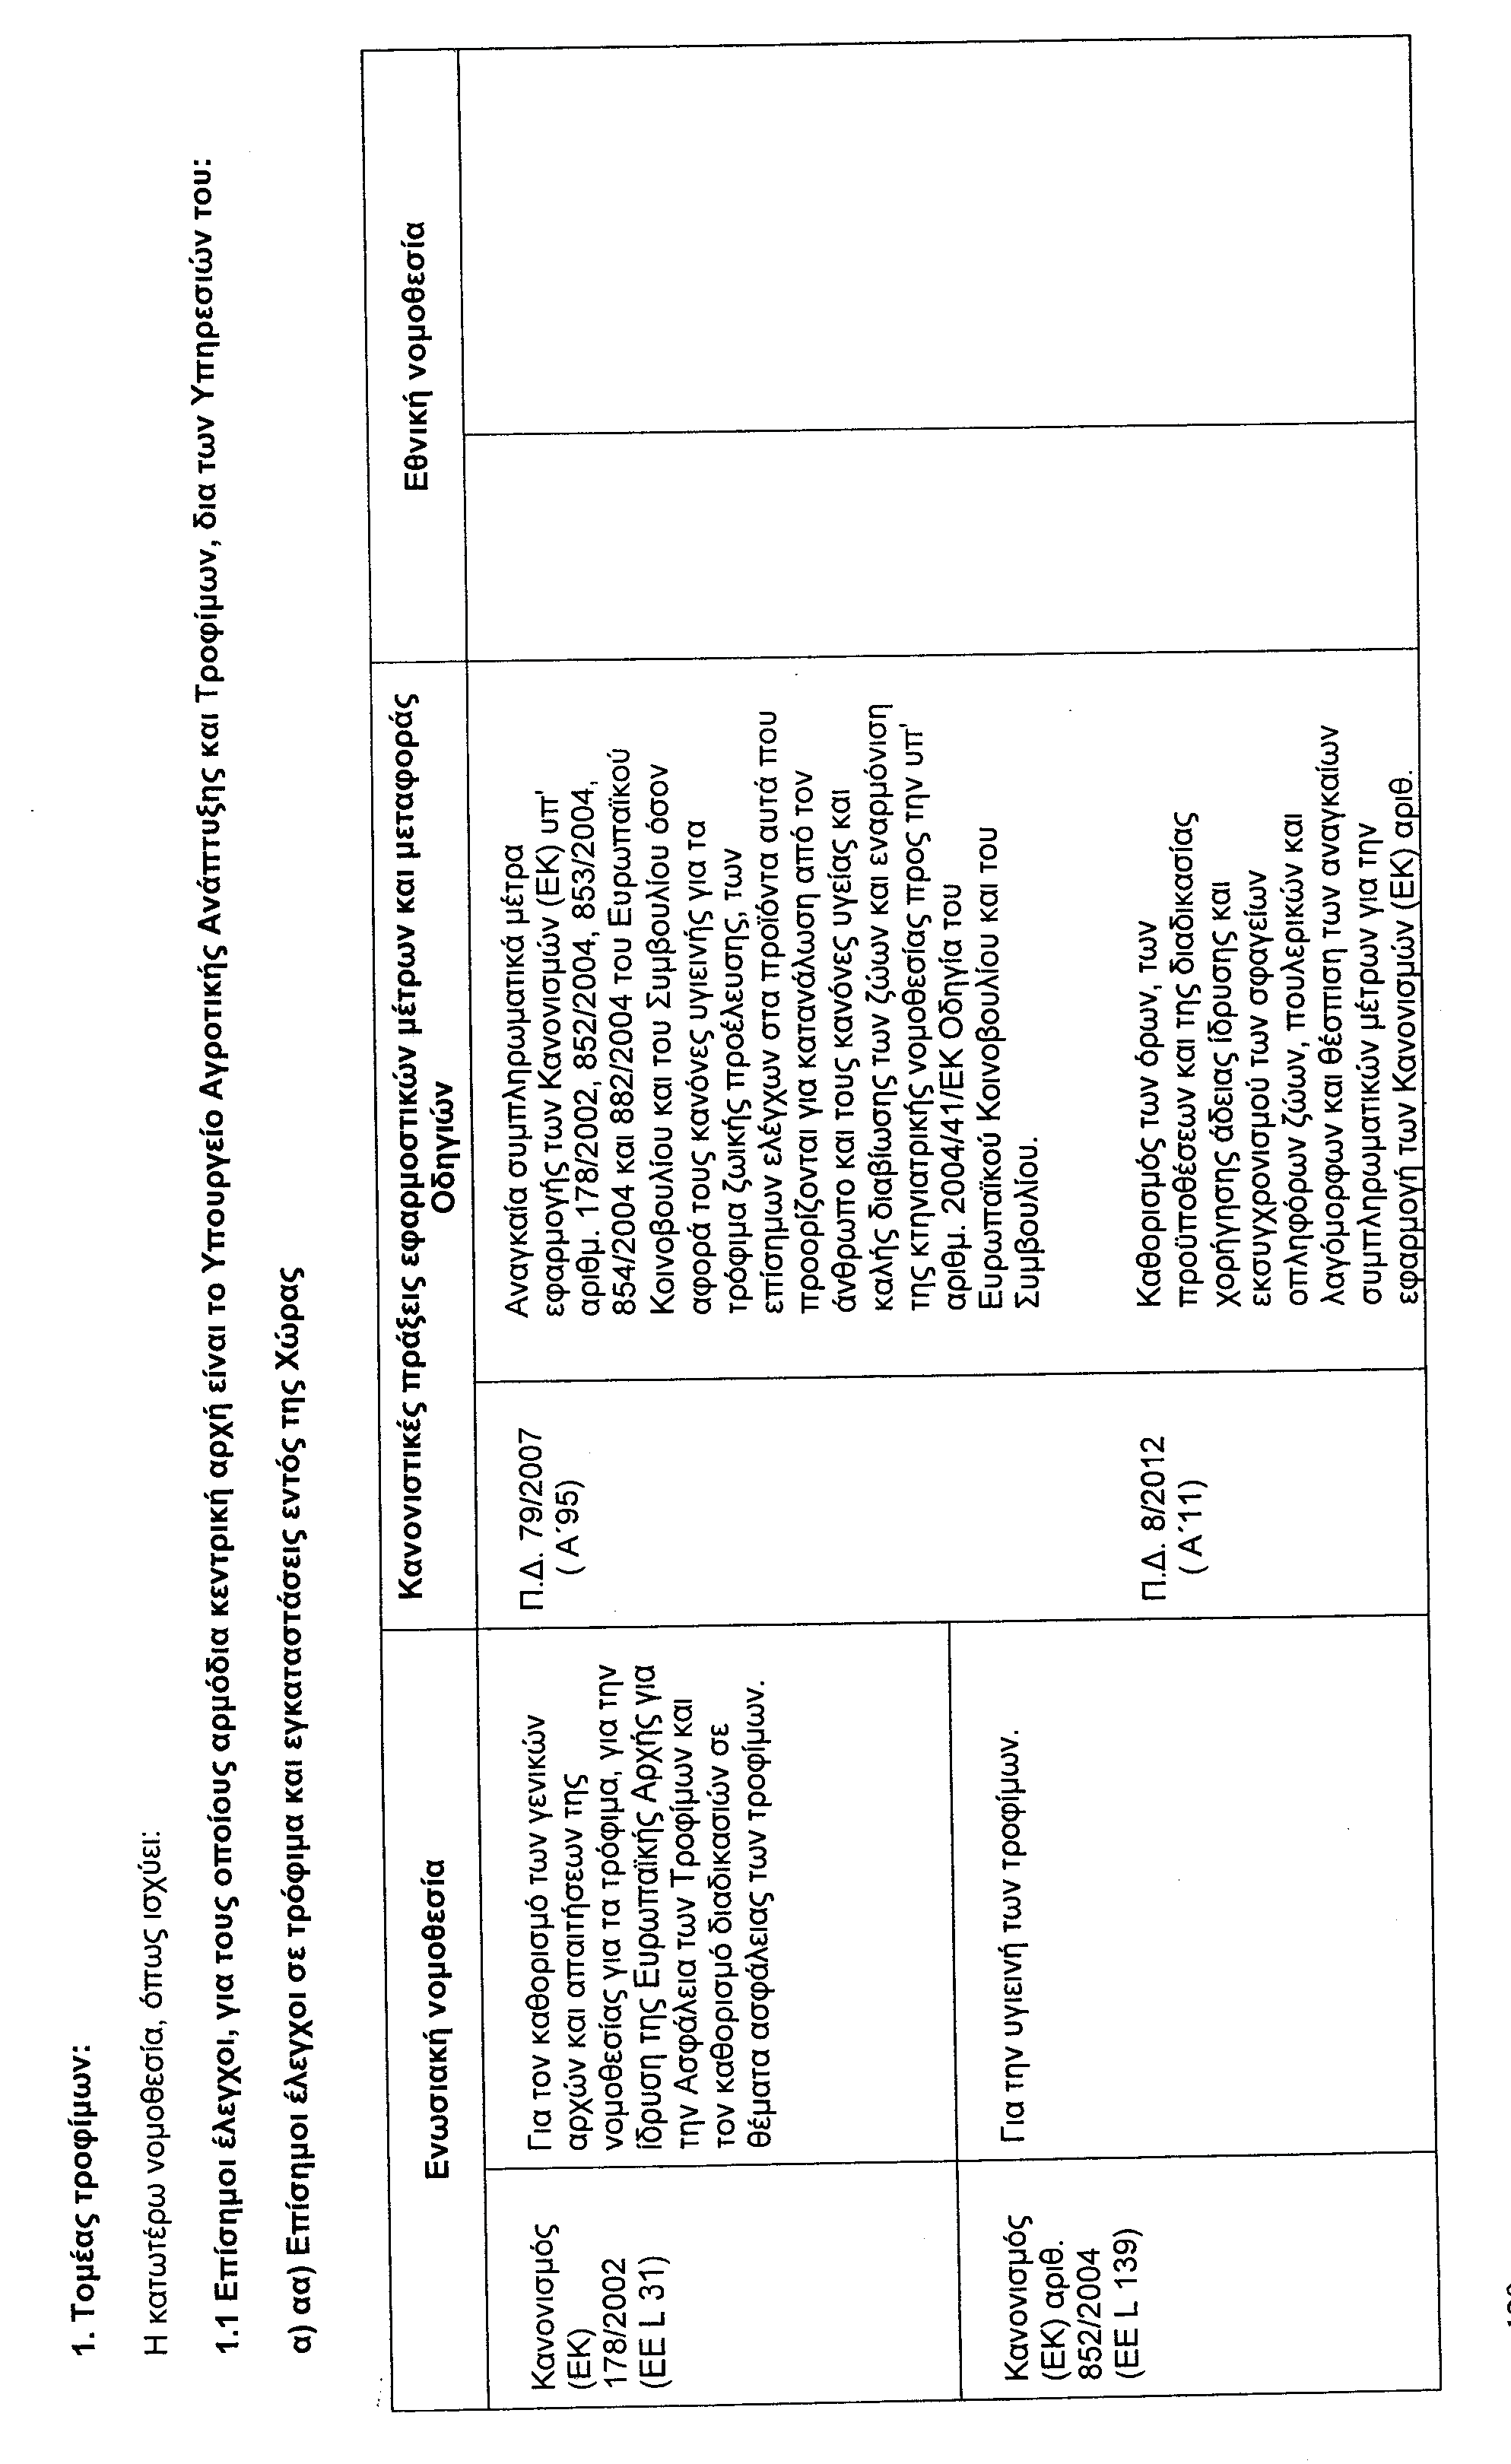 1. Τομέας τροφίμων:
Η κατωτέρω νομοθεσία, όπως ισχύει:
1.1 Επίσημοι έλεγχοι, για τους οποίους αρμόδια κεντρική αρχή είναι το Υπουργείο Αγροτικής Ανάπτυξης και Τροφίμων, δια των Υπηρεσιών του:
α) αα) Επίσημοι έλεγχοι σε τρόφιμα και εγκαταστάσεις εντός της Χώρας
Ενωσιακή νομοθεσία
Κανονιστικές πράξεις εφαρμοστικών μέτρων και μεταφοράς
Οδηγιών
Εθνική νομοθεσία
Κανονισμός
(ΕΚ)
178/2002
(ΕΕ L 31)
Για τον καθορισμό των γενικών
αρχών και απαιτήσεων της
νομοθεσίας για τα τρόφιμα, για την
ίδρυση της Ευρωπαϊκής Αρχής για
την Ασφάλεια των Τροφίμων και
τον καθορισμό διαδικασιών σε
θέματα ασφάλειας των τροφίμων.
Π.Δ. 79/2007
( Α΄95)
Αναγκαία συμπληρωματικά μέτρα
εφαρμογής των Κανονισμών (ΕΚ) υπ'
αριθμ. 178/2002, 852/2004, 853/2004,
854/2004 και 882/2004 του Ευρωπαϊκού
Κοινοβουλίου και του Συμβουλίου όσον
αφορά τους κανόνες υγιεινής για τα
τρόφιμα ζωικής προέλευσης, των
επίσημων ελέγχων στα προϊόντα αυτά που
προορίζονται για κατανάλωση από τον
άνθρωπο και τους κανόνες υγείας και
καλής διαβίωσης των ζώων και εναρμόνιση
της κτηνιατρικής νομοθεσίας προς την υπ'
αριθμ. 2004/41/ΕΚ Οδηγία του
Ευρωπαϊκού Κοινοβουλίου και του
Συμβουλίου.
Κανονισμός
(ΕΚ) αριθ.
852/2004
(ΕΕ L 139)
Για την υγιεινή των τροφίμων.
Π.Δ. 8/2012
( Α΄11)
Καθορισμός των όρων, των
προϋποθέσεων και της διαδικασίας
χορήγησης άδειας ίδρυσης και
εκσυγχρονισμού των σφαγείων
οπληφόρων ζώων, πουλερικών και
λαγόμορφων και θέσπιση των αναγκαίων
συμπληρωματικών μέτρων για την
εφαρμογή των Κανονισμών (ΕΚ) αριθ.